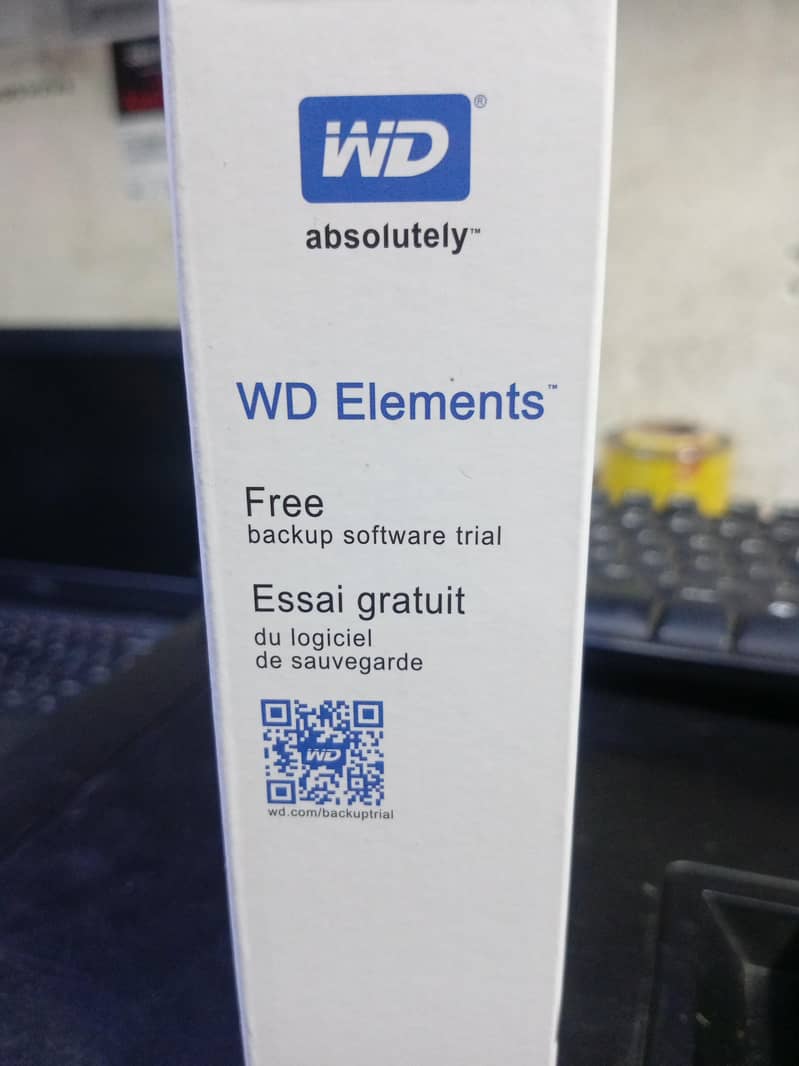 WD®
absolutely™
WD Elements™
Free
backup software trial
Essai gratuit
du logiciel
de sauvegarde
WD
wd.com/backuptrial